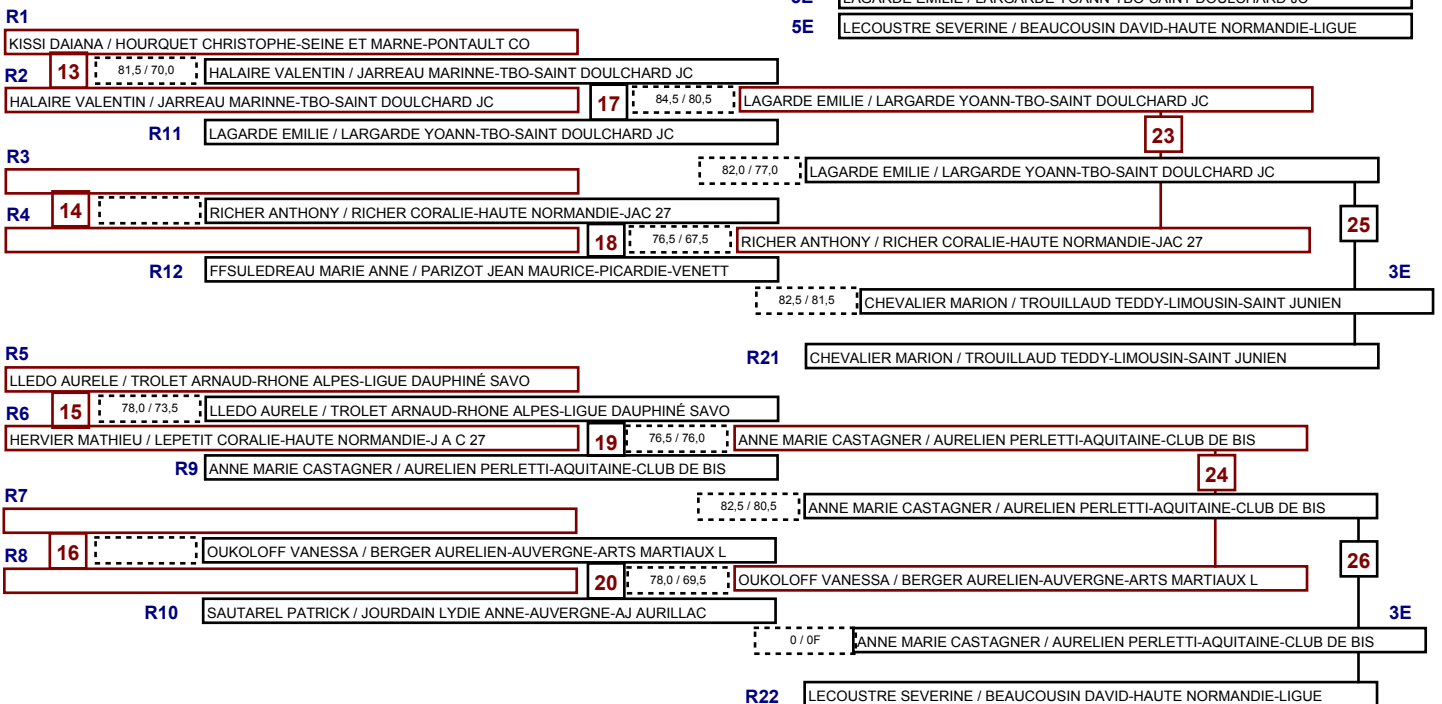 5E LAGARDE EMILIE / LARGARDE YOANN-TBO-SAINT DOULCHARD JC
R1
5E LECOUSTRE SEVERINE / BEAUCOUSIN DAVID-HAUTE NORMANDIE-LIGUE
KISSI DAIANA / HOURQUET CHRISTOPHE-SEINE ET MARNE-PONTAULT CO
R2 13 81,5 / 70,0 HALAIRE VALENTIN / JARREAU MARINNE-TBO-SAINT DOULCHARD JC
HALAIRE VALENTIN / JARREAU MARINNE-TBO-SAINT DOULCHARD JC 17 84,5 / 80,5 LAGARDE EMILIE / LARGARDE YOANN-TBO-SAINT DOULCHARD JC
R11 LAGARDE EMILIE / LARGARDE YOANN-TBO-SAINT DOULCHARD JC 23
R3
82,0 / 77,0 LAGARDE EMILIE / LARGARDE YOANN-TBO-SAINT DOULCHARD JC
R4 14 RICHER ANTHONY / RICHER CORALIE-HAUTE NORMANDIE-JAC 27 25
18 76,5 / 67,5 RICHER ANTHONY / RICHER CORALIE-HAUTE NORMANDIE-JAC 27
R12 FFSULEDREAU MARIE ANNE / PARIZOT JEAN MAURICE-PICARDIE-VENETT 3E
82,5 / 81,5 CHEVALIER MARION / TROUILLAUD TEDDY-LIMOUSIN-SAINT JUNIEN
R5
R21 CHEVALIER MARION / TROUILLAUD TEDDY-LIMOUSIN-SAINT JUNIEN
LLEDO AURELE / TROLET ARNAUD-RHONE ALPES-LIGUE DAUPHINÉ SAVO
R6 15 78,0 / 73,5 LLEDO AURELE / TROLET ARNAUD-RHONE ALPES-LIGUE DAUPHINÉ SAVO
HERVIER MATHIEU / LEPETIT CORALIE-HAUTE NORMANDIE-J A C 27 19 76,5 / 76,0 ANNE MARIE CASTAGNER / AURELIEN PERLETTI-AQUITAINE-CLUB DE BIS
R9 ANNE MARIE CASTAGNER / AURELIEN PERLETTI-AQUITAINE-CLUB DE BIS 24
R7
82,5 / 80,5 ANNE MARIE CASTAGNER / AURELIEN PERLETTI-AQUITAINE-CLUB DE BIS
R8 16 OUKOLOFF VANESSA / BERGER AURELIEN-AUVERGNE-ARTS MARTIAUX L 26
20 78,0 / 69,5 OUKOLOFF VANESSA / BERGER AURELIEN-AUVERGNE-ARTS MARTIAUX L
R10 SAUTAREL PATRICK / JOURDAIN LYDIE ANNE-AUVERGNE-AJ AURILLAC 3E
0 / 0F ANNE MARIE CASTAGNER / AURELIEN PERLETTI-AQUITAINE-CLUB DE BIS
R22 LECOUSTRE SEVERINE / BEAUCOUSIN DAVID-HAUTE NORMANDIE-LIGUE